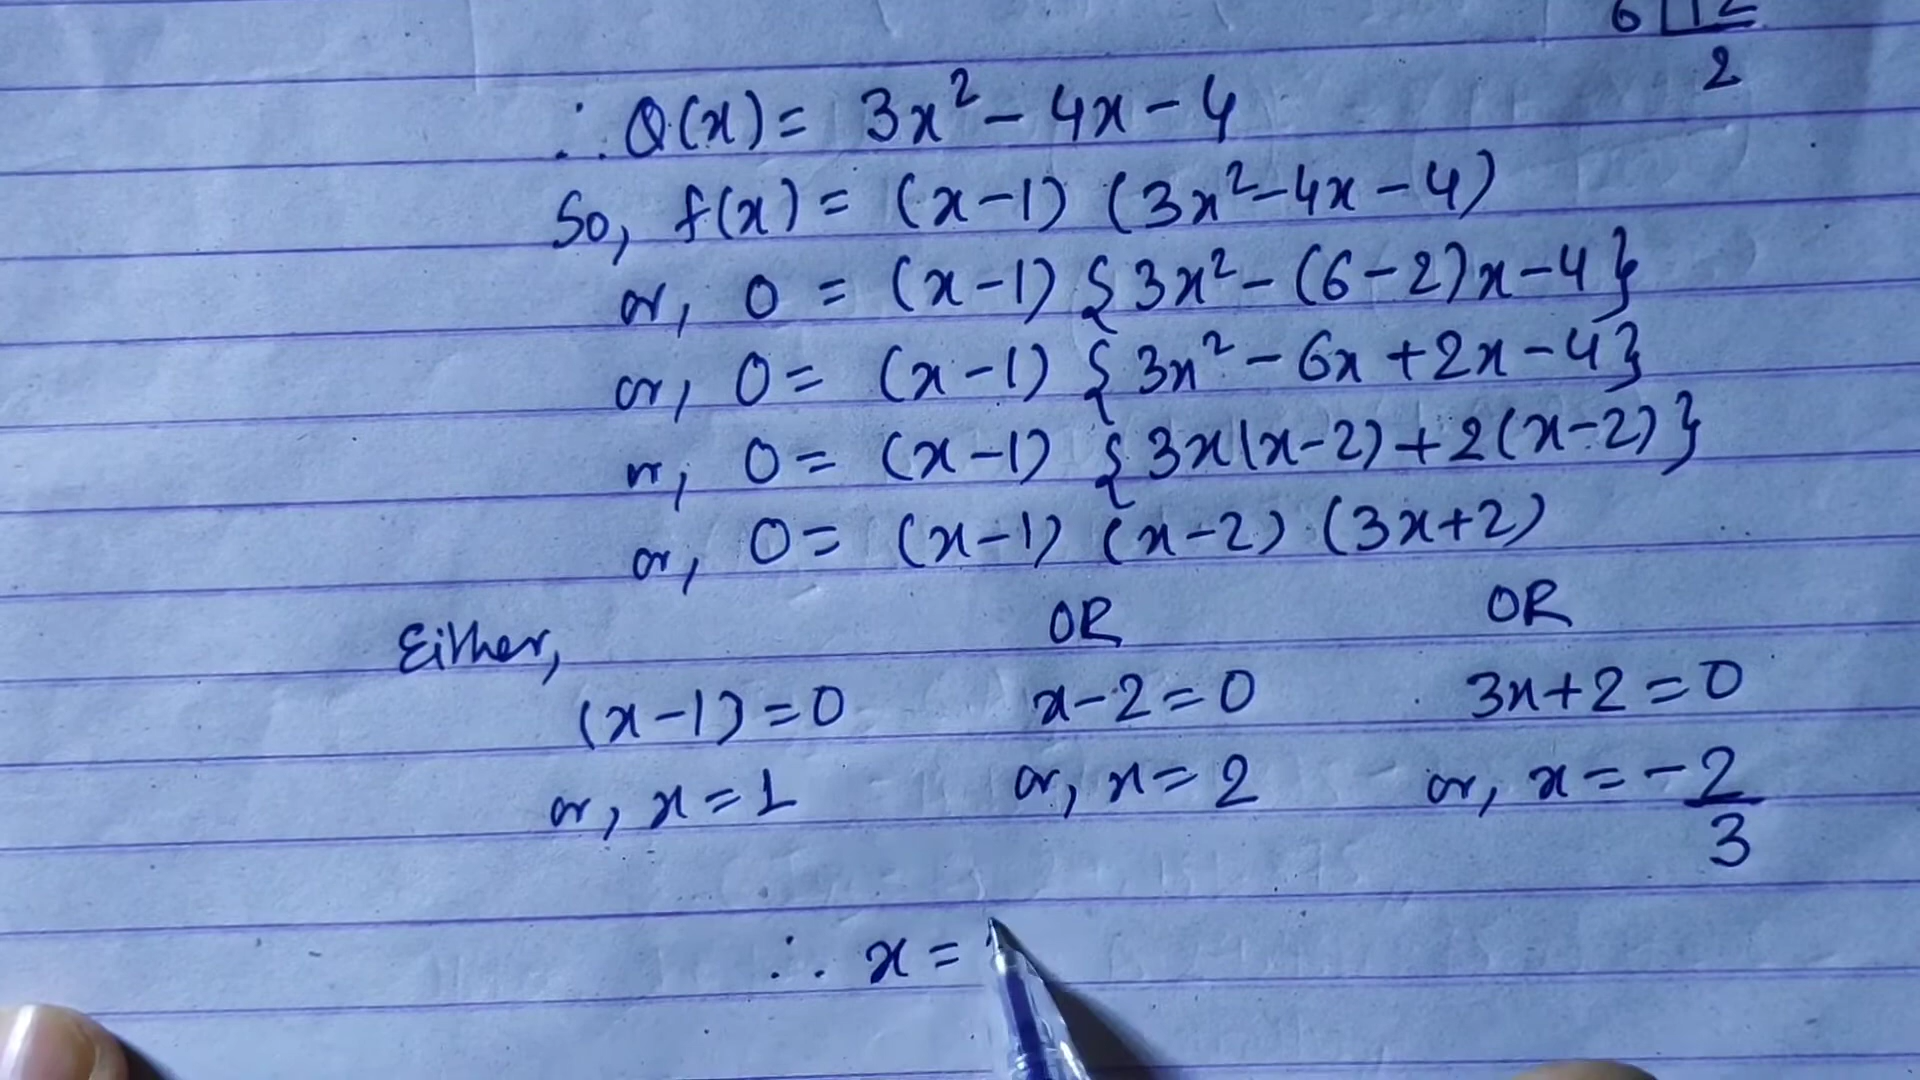 6 12
2
∴ Q(x) = 3x² - 4x - 4
So, f(x) = (x-1) (3x²-4x-4)
or, 0 = (x-1) {3x² - (6-2)x-4}
or, 0 = (x-1) {3x² - 6x + 2x - 4}
or, 0 = (x-1) {3x(x-2) + 2(x-2)}
or, 0 = (x-1) (x-2) (3x+2)
Either, OR OR
(x-1) = 0 x-2 = 0 3x+2 = 0
or, x = 1 or, x = 2 or, x = -2/3
∴ x =